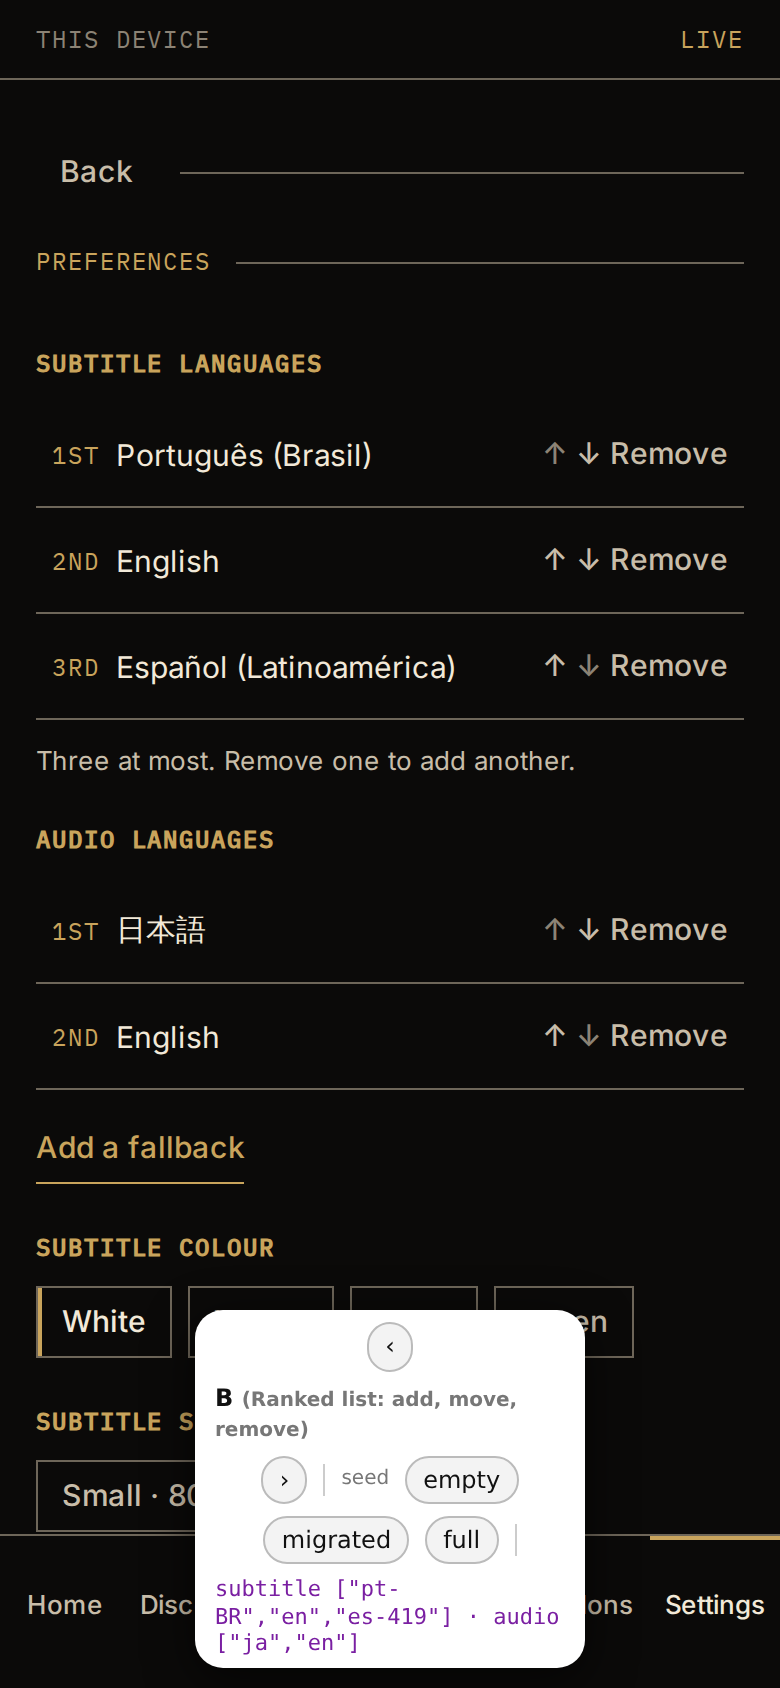 THIS DEVICE LIVE
Back
PREFERENCES
SUBTITLE LANGUAGES
1ST Português (Brasil) ↑ ↓ Remove
2ND English ↑ ↓ Remove
3RD Español (Latinoamérica) ↑ ↓ Remove
Three at most. Remove one to add another.
AUDIO LANGUAGES
1ST 日本語 ↑ ↓ Remove
2ND English ↑ ↓ Remove
Add a fallback
SUBTITLE COLOUR
White
SUBTITLE
Small · 80
‹
B (Ranked list: add, move,
remove)
› seed empty
migrated full
subtitle ["pt-
BR","en","es-419"] · audio
["ja","en"]
Home Settings